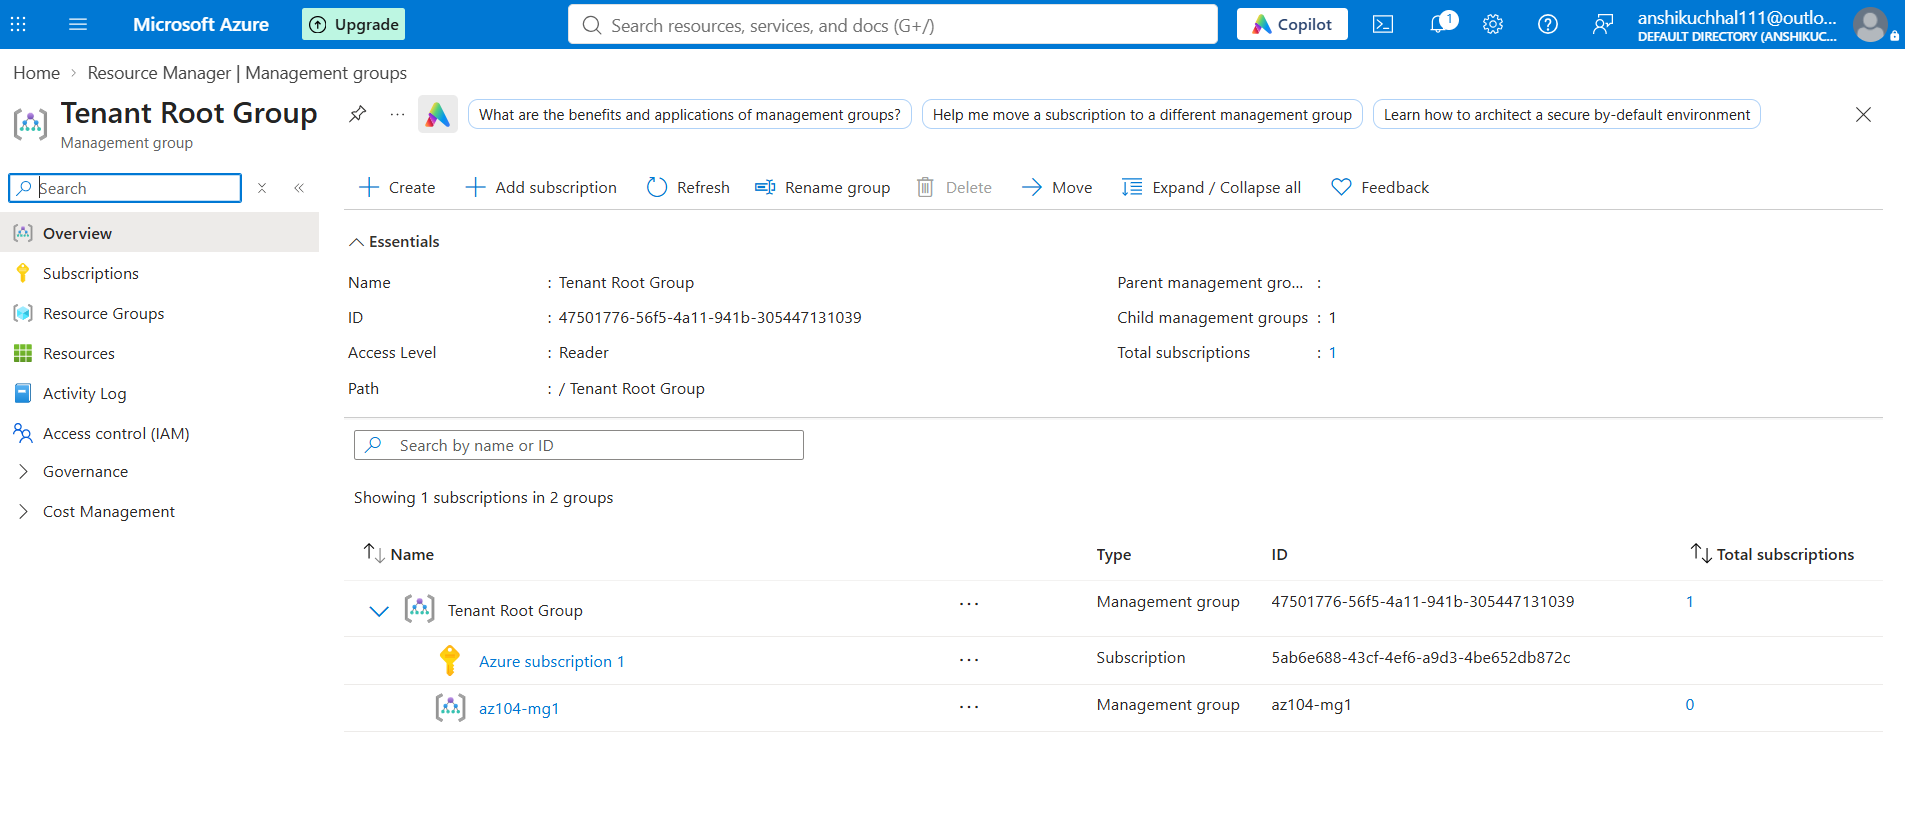 Microsoft Azure
Upgrade
Search resources, services, and docs (G+/)
Copilot
1
anshikuchhal111@outlo...
DEFAULT DIRECTORY (ANSHIKUC...
Home > Resource Manager | Management groups
Tenant Root Group
Management group
...
What are the benefits and applications of management groups?
Help me move a subscription to a different management group
Learn how to architect a secure by-default environment
Search
Create
Add subscription
Refresh
Rename group
Delete
Move
Expand / Collapse all
Feedback
Overview
Subscriptions
Resource Groups
Resources
Activity Log
Access control (IAM)
Governance
Cost Management
Essentials
Name : Tenant Root Group
ID : 47501776-56f5-4a11-941b-305447131039
Access Level : Reader
Path : / Tenant Root Group
Parent management gro... :
Child management groups : 1
Total subscriptions : 1
Search by name or ID
Showing 1 subscriptions in 2 groups
Name Type ID Total subscriptions
Tenant Root Group ... Management group 47501776-56f5-4a11-941b-305447131039 1
Azure subscription 1 ... Subscription 5ab6e688-43cf-4ef6-a9d3-4be652db872c
az104-mg1 ... Management group az104-mg1 0